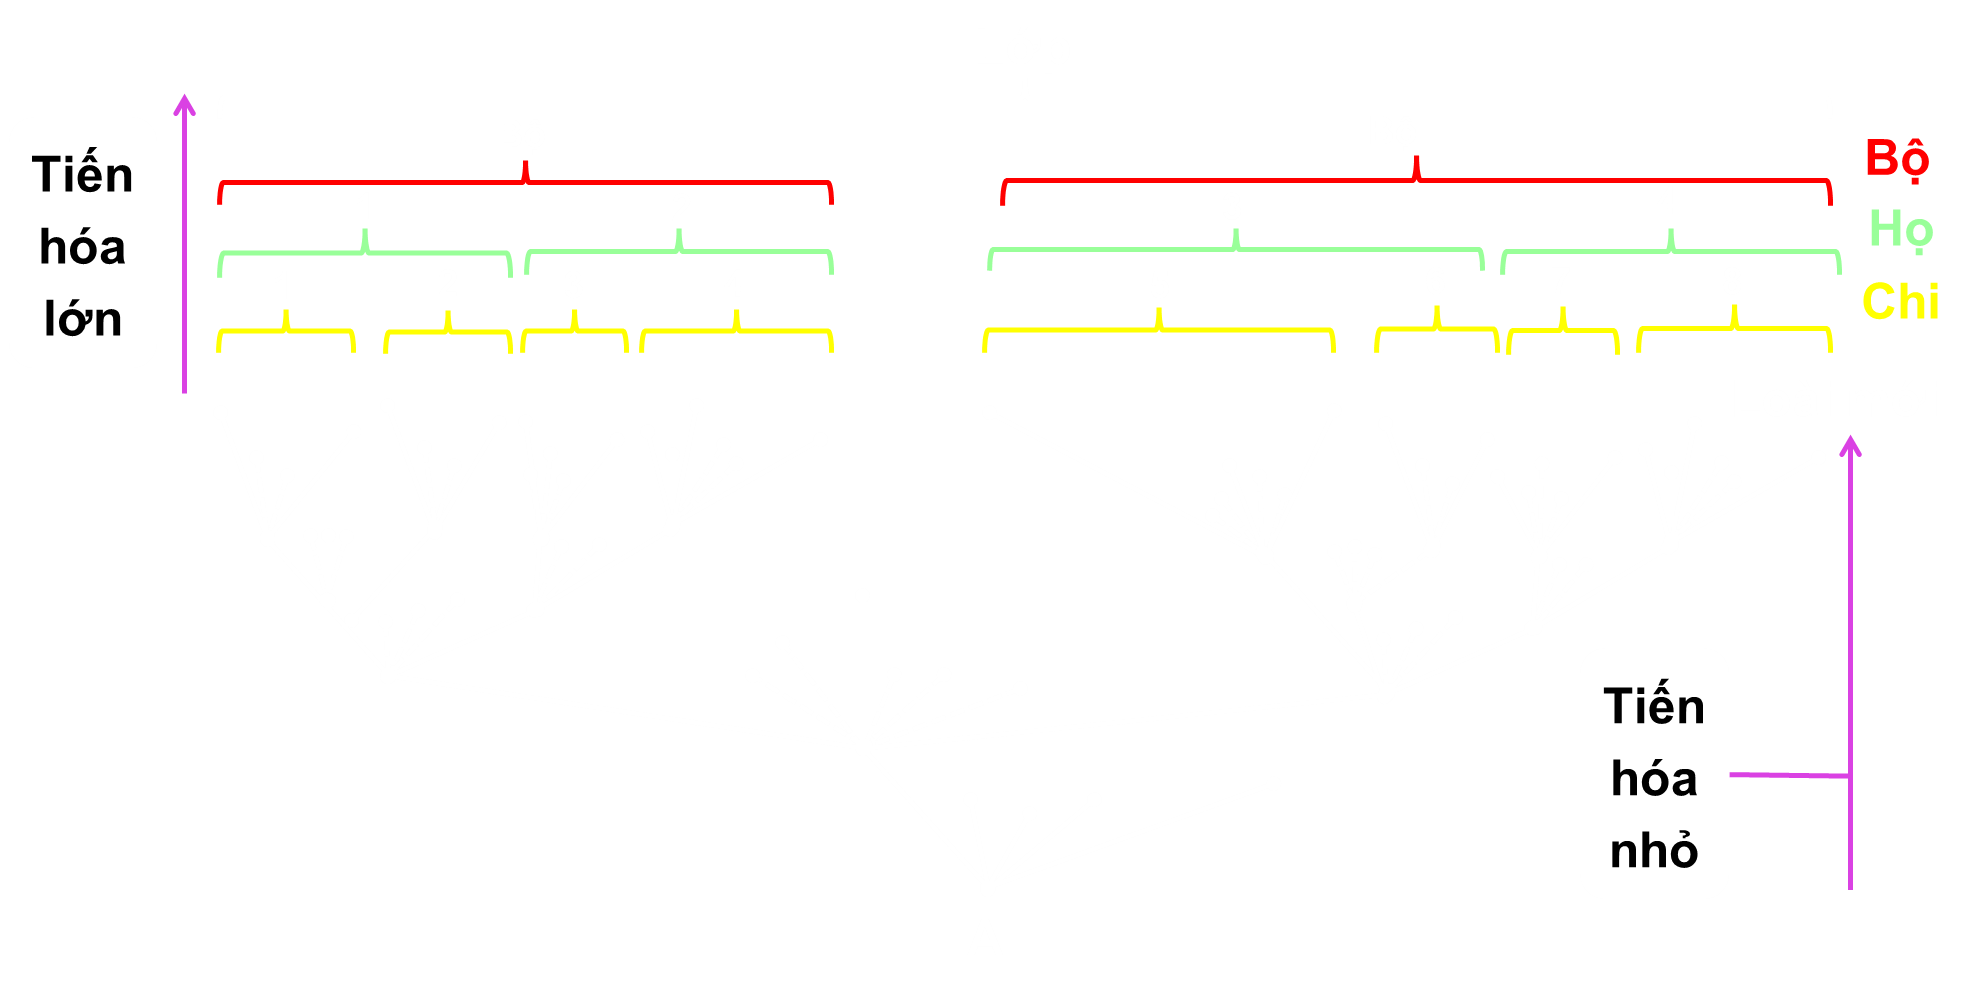 Tiến
hóa
lớn
Bộ
Họ
Chi
Tiến
hóa
nhỏ